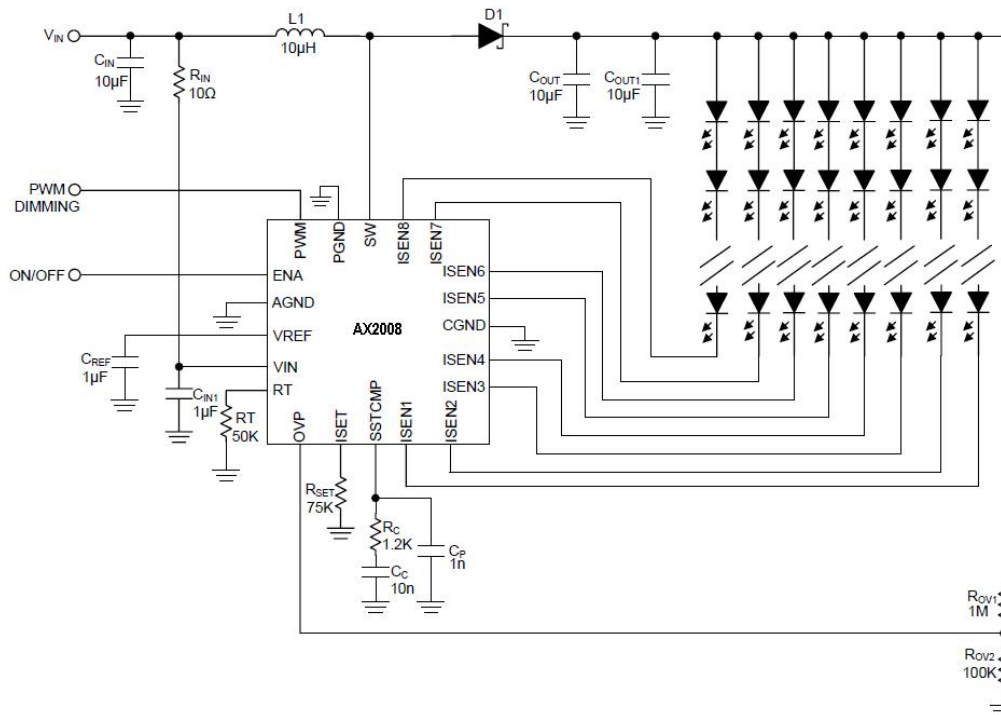 L1
D1
VIN
10µH
CIN
10µF
RIN
10Ω
COUT
10µF
COUT1
10µF
PWM
DIMMING
PWM
PGND
SW
ISEN8
ISEN7
ON/OFF
ENA
ISEN6
AGND
ISEN5
AX2008
CGND
VREF
CREF
1µF
VIN
ISEN4
RT
ISEN3
CIN1
1µF
RT
50K
OVP
ISET
SSTCMP
ISEN1
ISEN2
RSET
75K
RC
1.2K
CP
1n
CC
10n
ROV1
1M
ROV2
100K